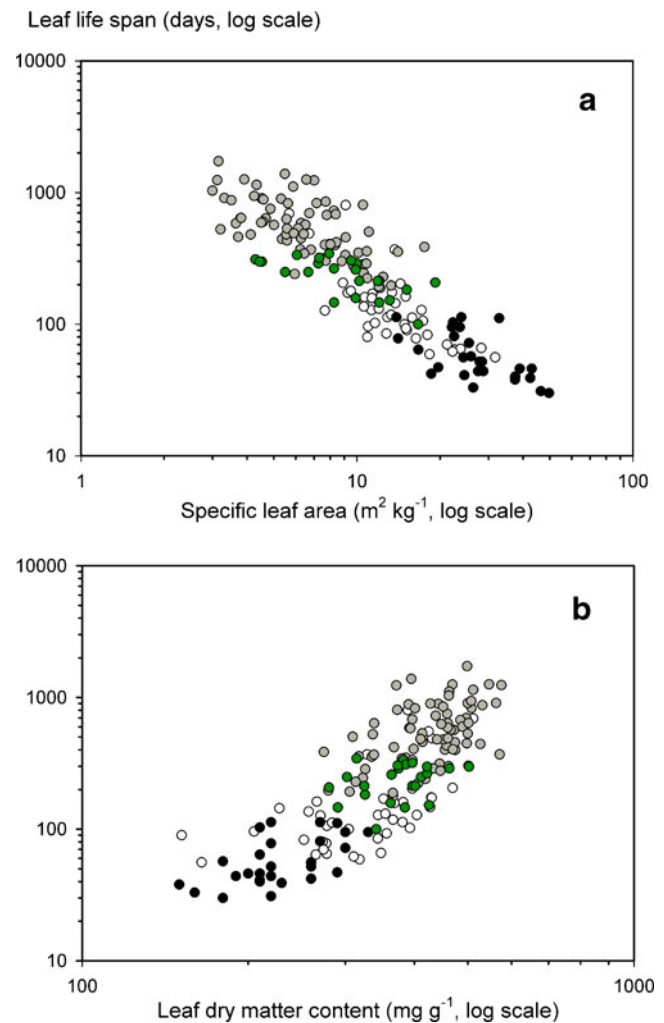 Leaf life span (days, log scale)
10000
a
1000
100
10
1 10 100
Specific leaf area (m² kg⁻¹, log scale)
10000
b
1000
100
10
100 1000
Leaf dry matter content (mg g⁻¹, log scale)